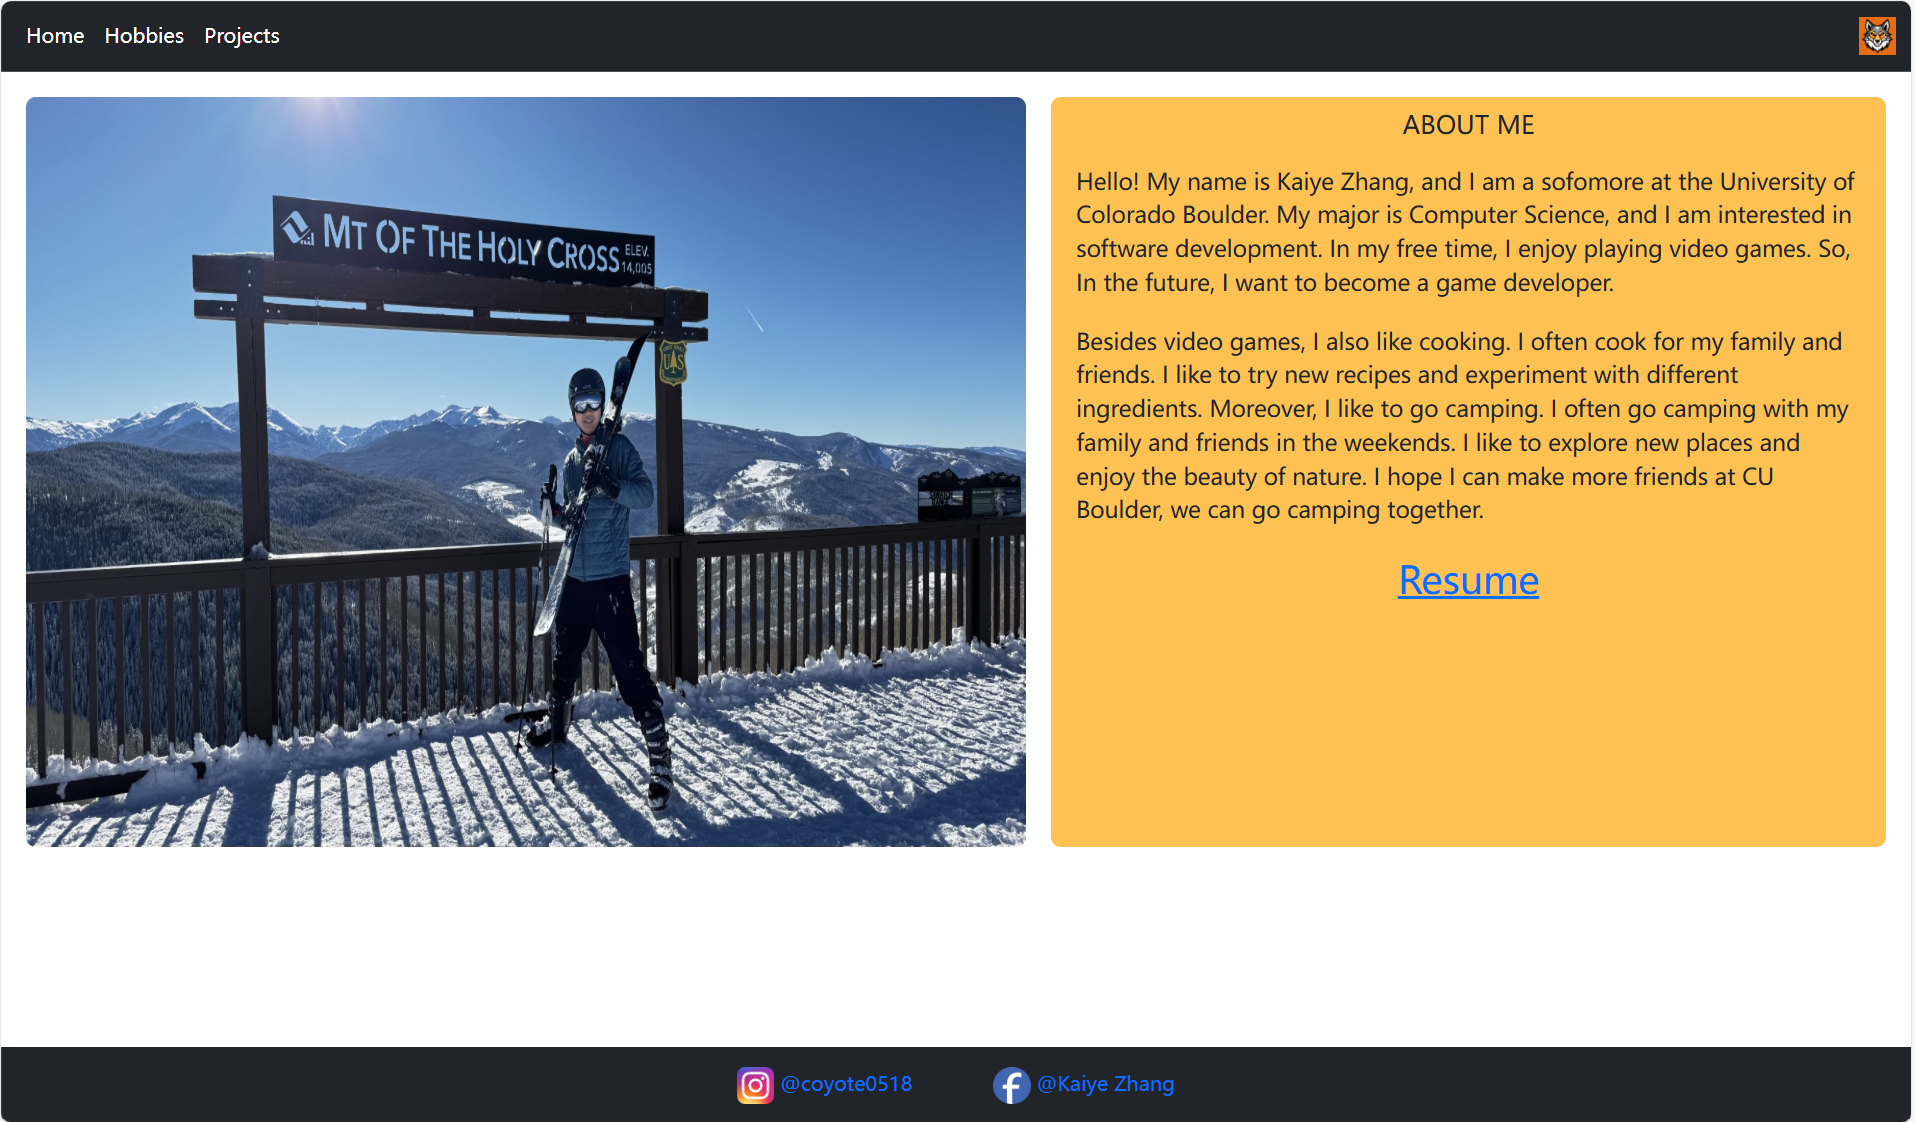 Home Hobbies Projects
Mt Of The Holy Cross
ELEV.
14,005
U S
ABOUT ME
Hello! My name is Kaiye Zhang, and I am a sofomore at the University of
Colorado Boulder. My major is Computer Science, and I am interested in
software development. In my free time, I enjoy playing video games. So,
In the future, I want to become a game developer.
Besides video games, I also like cooking. I often cook for my family and
friends. I like to try new recipes and experiment with different
ingredients. Moreover, I like to go camping. I often go camping with my
family and friends in the weekends. I like to explore new places and
enjoy the beauty of nature. I hope I can make more friends at CU
Boulder, we can go camping together.
Resume
@coyote0518 @Kaiye Zhang